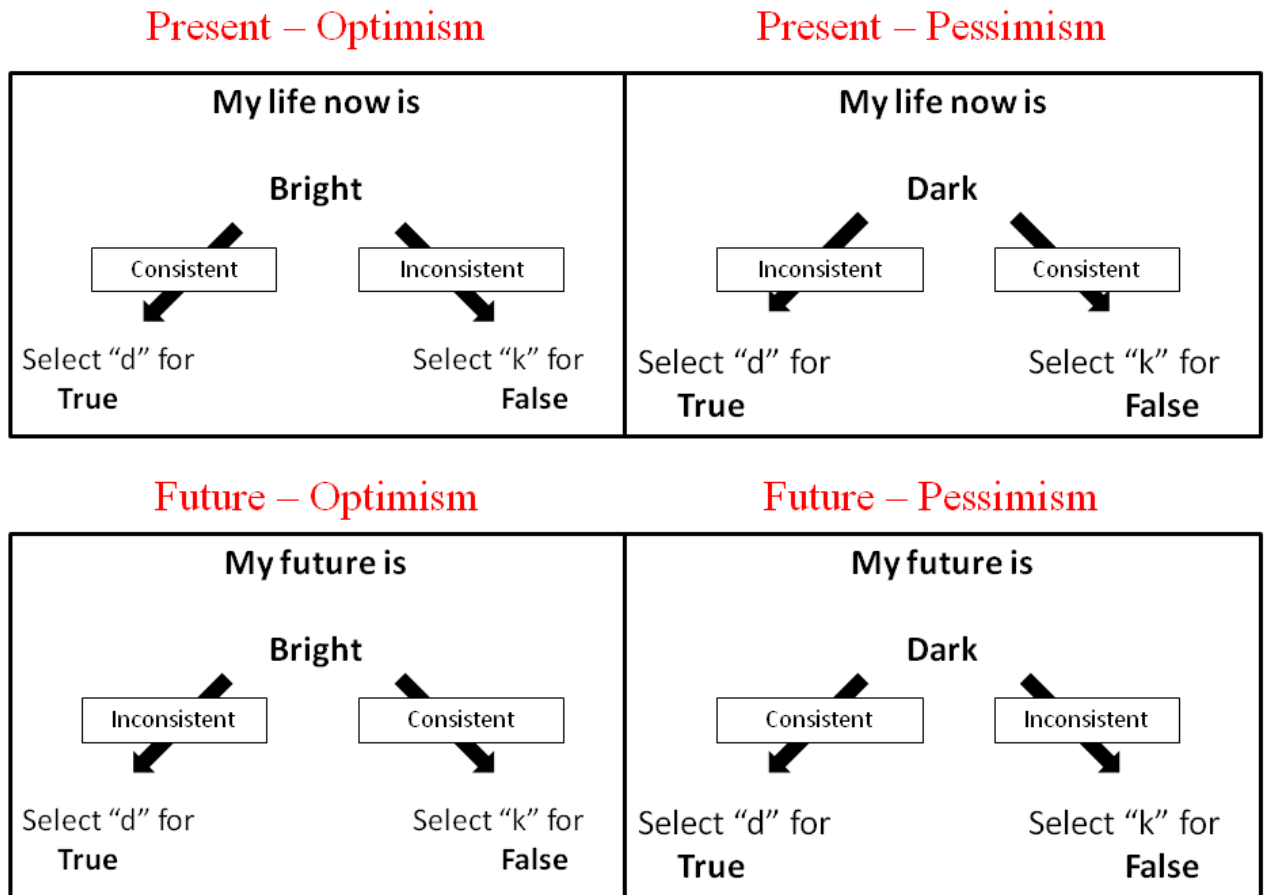 Present – Optimism
Present – Pessimism
My life now is
Bright
Consistent
Inconsistent
Select “d” for
True
Select “k” for
False
My life now is
Dark
Inconsistent
Consistent
Select “d” for
True
Select “k” for
False
Future – Optimism
Future – Pessimism
My future is
Bright
Inconsistent
Consistent
Select “d” for
True
Select “k” for
False
My future is
Dark
Consistent
Inconsistent
Select “d” for
True
Select “k” for
False